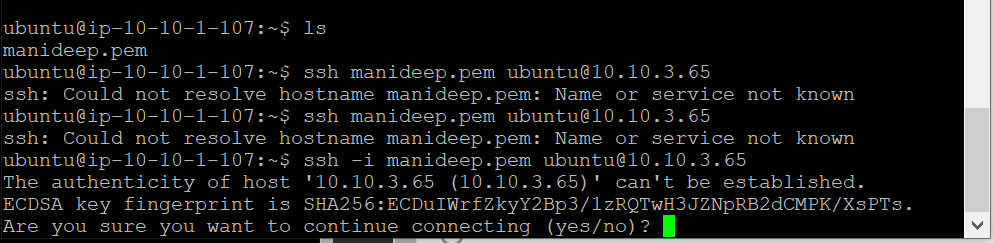 ubuntu@ip-10-10-1-107:~$ ls
manideep.pem
ubuntu@ip-10-10-1-107:~$ ssh manideep.pem ubuntu@10.10.3.65
ssh: Could not resolve hostname manideep.pem: Name or service not known
ubuntu@ip-10-10-1-107:~$ ssh manideep.pem ubuntu@10.10.3.65
ssh: Could not resolve hostname manideep.pem: Name or service not known
ubuntu@ip-10-10-1-107:~$ ssh -i manideep.pem ubuntu@10.10.3.65
The authenticity of host '10.10.3.65 (10.10.3.65)' can't be established.
ECDSA key fingerprint is SHA256:ECDuIWrfZkyY2Bp3/1zRQTwH3JZNpRB2dCMPK/XsPTs.
Are you sure you want to continue connecting (yes/no)?